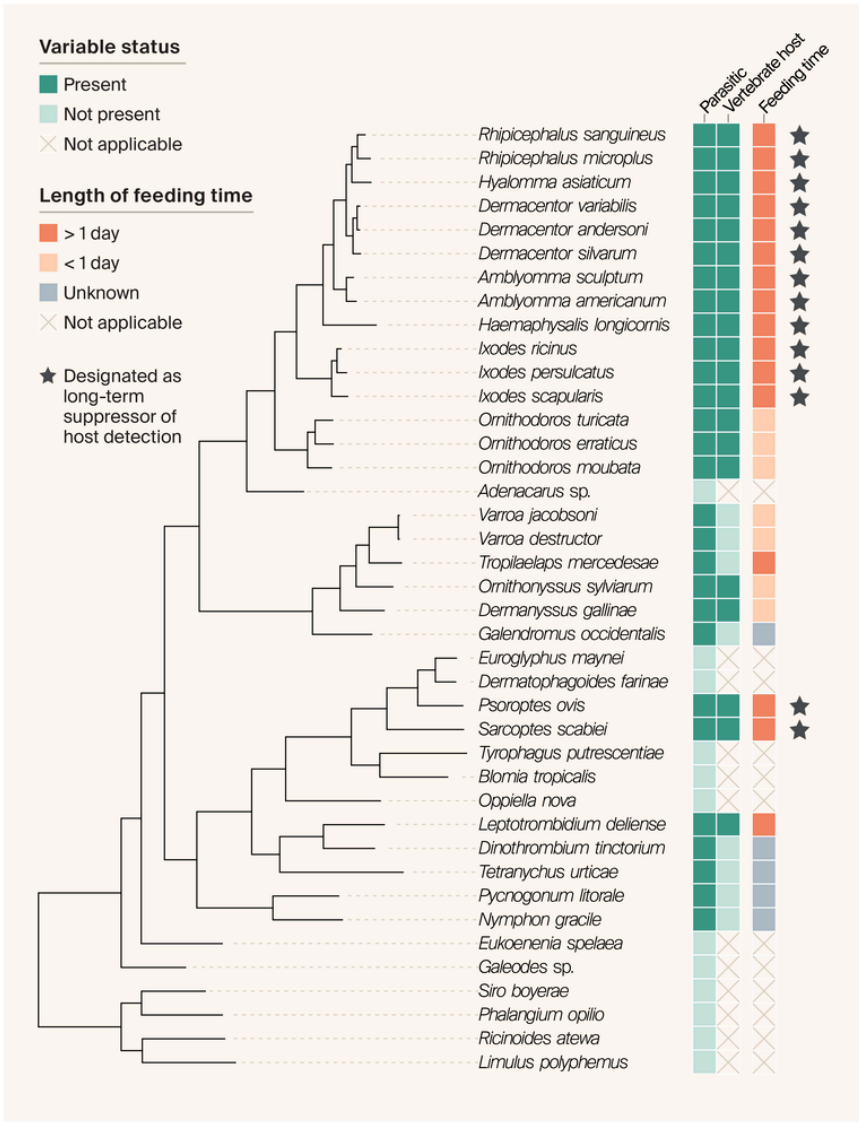 Variable status
Present
Not present
Not applicable
Length of feeding time
> 1 day
< 1 day
Unknown
Not applicable
Designated as
long-term
suppressor of
host detection
Parasitic
Vertebrate host
Feeding time
Rhipicephalus sanguineus
Rhipicephalus microplus
Hyalomma asiaticum
Dermacentor variabilis
Dermacentor andersoni
Dermacentor silvarum
Amblyomma sculptum
Amblyomma americanum
Haemaphysalis longicornis
Ixodes ricinus
Ixodes persulcatus
Ixodes scapularis
Ornithodoros turicata
Ornithodoros erraticus
Ornithodoros moubata
Adenacarus sp.
Varroa jacobsoni
Varroa destructor
Tropilaelaps mercedesae
Ornithonyssus sylviarum
Dermanyssus gallinae
Galendromus occidentalis
Euroglyphus maynei
Dermatophagoides farinae
Psoroptes ovis
Sarcoptes scabiei
Tyrophagus putrescentiae
Blomia tropicalis
Oppiella nova
Leptotrombidium deliense
Dinothrombium tinctorium
Tetranychus urticae
Pycnogonum litorale
Nymphon gracile
Eukoenenia spelaea
Galeodes sp.
Siro boyerae
Phalangium opilio
Ricinoides atewa
Limulus polyphemus